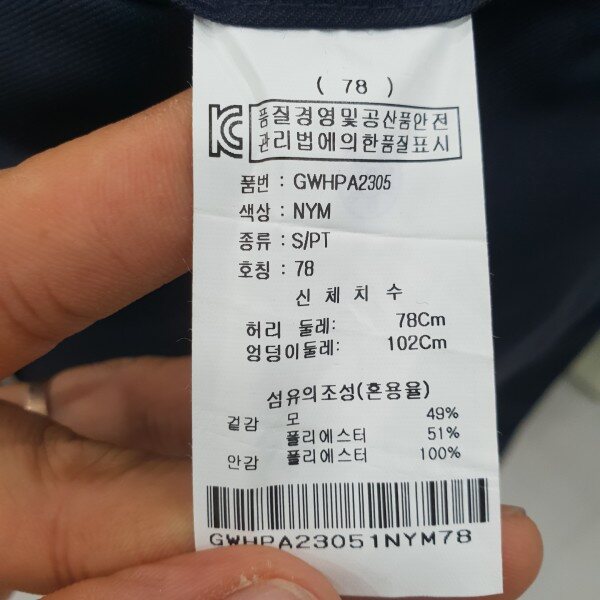 ( 78 )
품질경영및공산품안전
관리법에의한품질표시
품번 : GWHPA2305
색상 : NYM
종류 : S/PT
호칭 : 78
신 체 치 수
허리 둘레: 78Cm
엉덩이둘레: 102Cm
섬유의조성(혼용율)
겉감 모 49%
폴리에스터 51%
안감 폴리에스터 100%
GWHPA23051NYM78